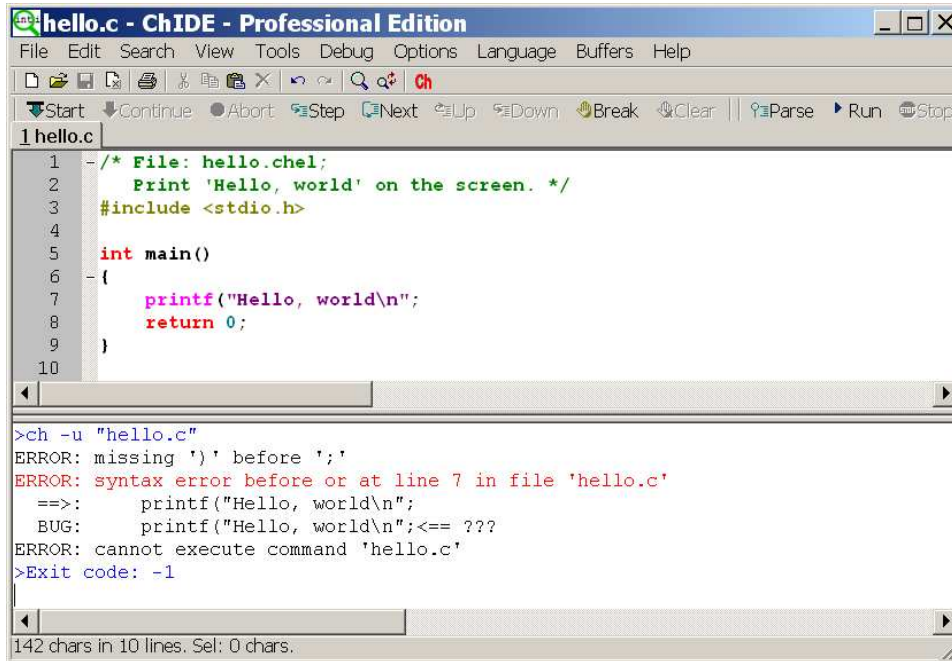 hello.c - ChIDE - Professional Edition
File Edit Search View Tools Debug Options Language Buffers Help
Ch
Start Continue Abort Step Next Up Down Break Clear Parse Run Stop
1 hello.c
1 /* File: hello.chel;
2 Print 'Hello, world' on the screen. */
3 #include <stdio.h>
4
5 int main()
6 {
7 printf("Hello, world\n";
8 return 0;
9 }
10
>ch -u "hello.c"
ERROR: missing ')' before ';'
ERROR: syntax error before or at line 7 in file 'hello.c'
==>: printf("Hello, world\n";
BUG: printf("Hello, world\n";<== ???
ERROR: cannot execute command 'hello.c'
>Exit code: -1
142 chars in 10 lines. Sel: 0 chars.